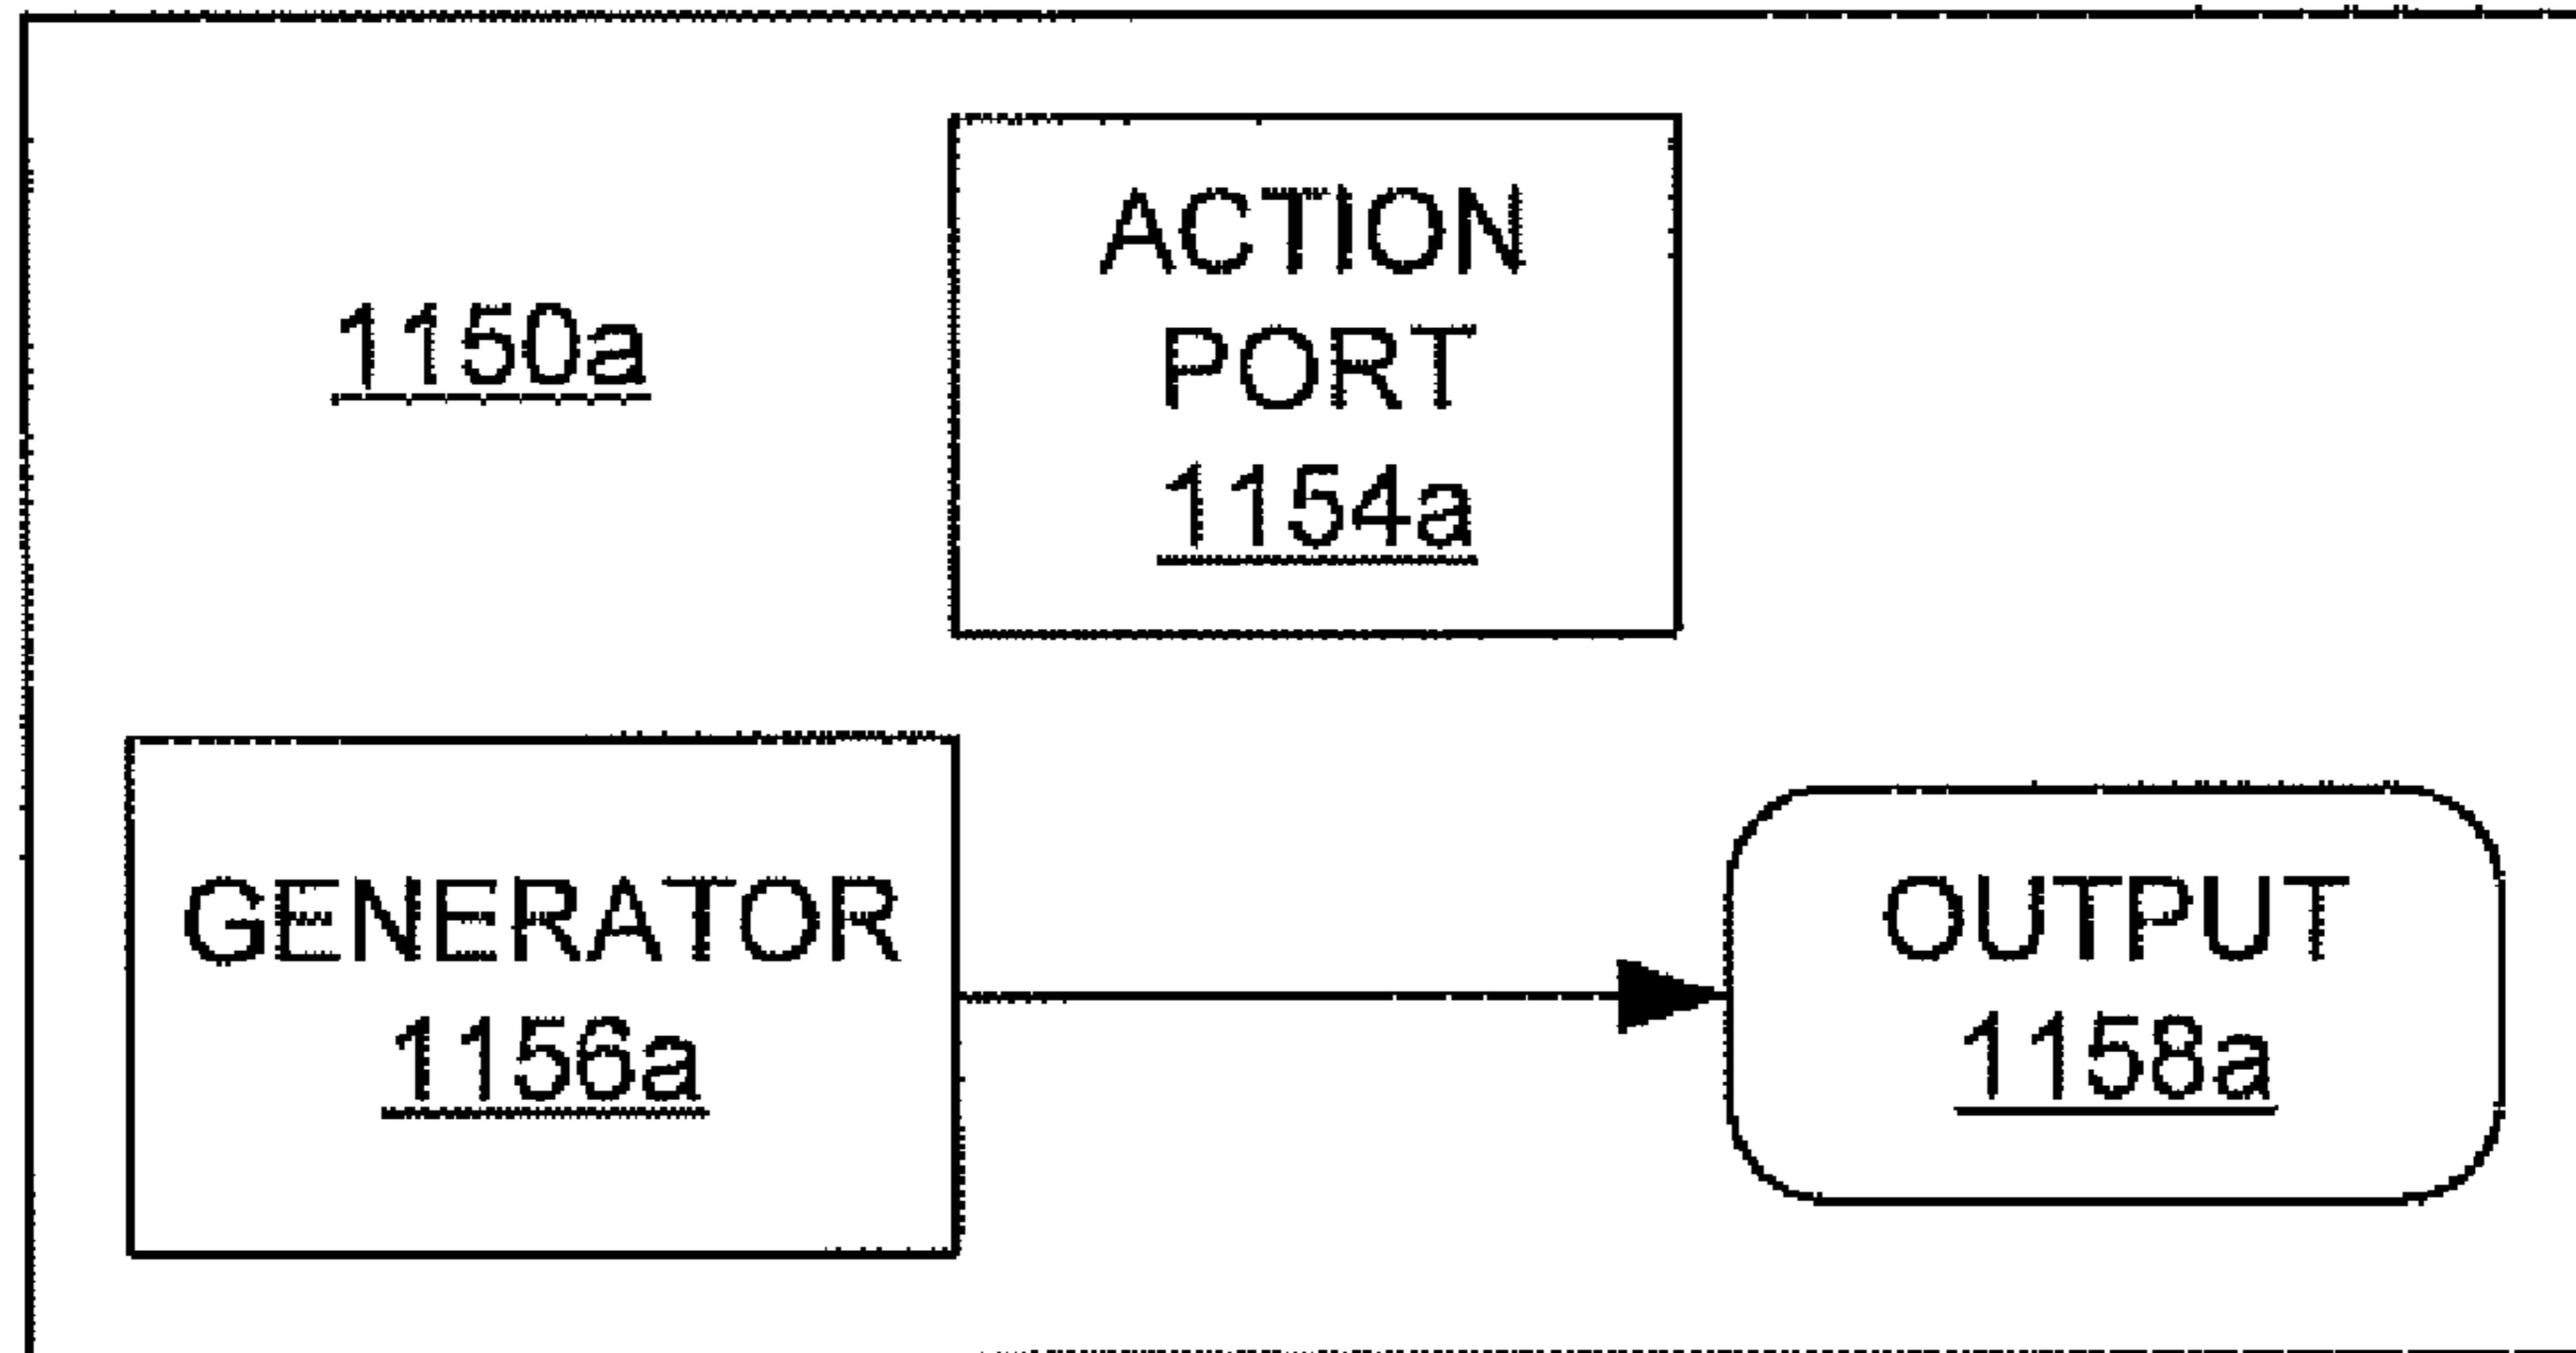 1150a
ACTION
PORT
1154a
GENERATOR
1156a
OUTPUT
1158a